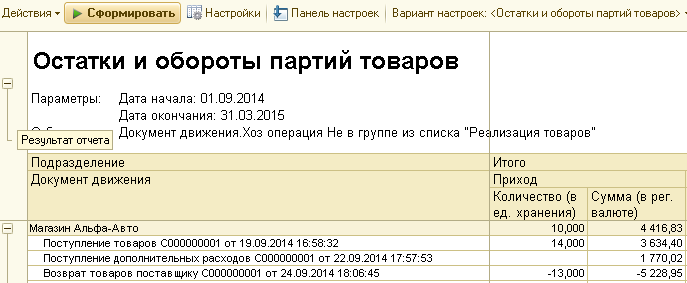 Действия Сформировать Настройки Панель настроек Вариант настроек: <Остатки и обороты партий товаров>
Остатки и обороты партий товаров
Параметры: Дата начала: 01.09.2014
Дата окончания: 31.03.2015
Документ движения.Хоз операция Не в группе из списка "Реализация товаров"
Результат отчета
Подразделение Итого
Документ движения Приход
Количество (в Сумма (в рег.
ед. хранения) валюте)
Магазин Альфа-Авто 10,000 4 416,83
Поступление товаров С000000001 от 19.09.2014 16:58:32 14,000 3 634,40
Поступление дополнительных расходов С000000001 от 22.09.2014 17:57:53 1 770,02
Возврат товаров поставщику С000000001 от 24.09.2014 18:06:45 -13,000 -5 228,95